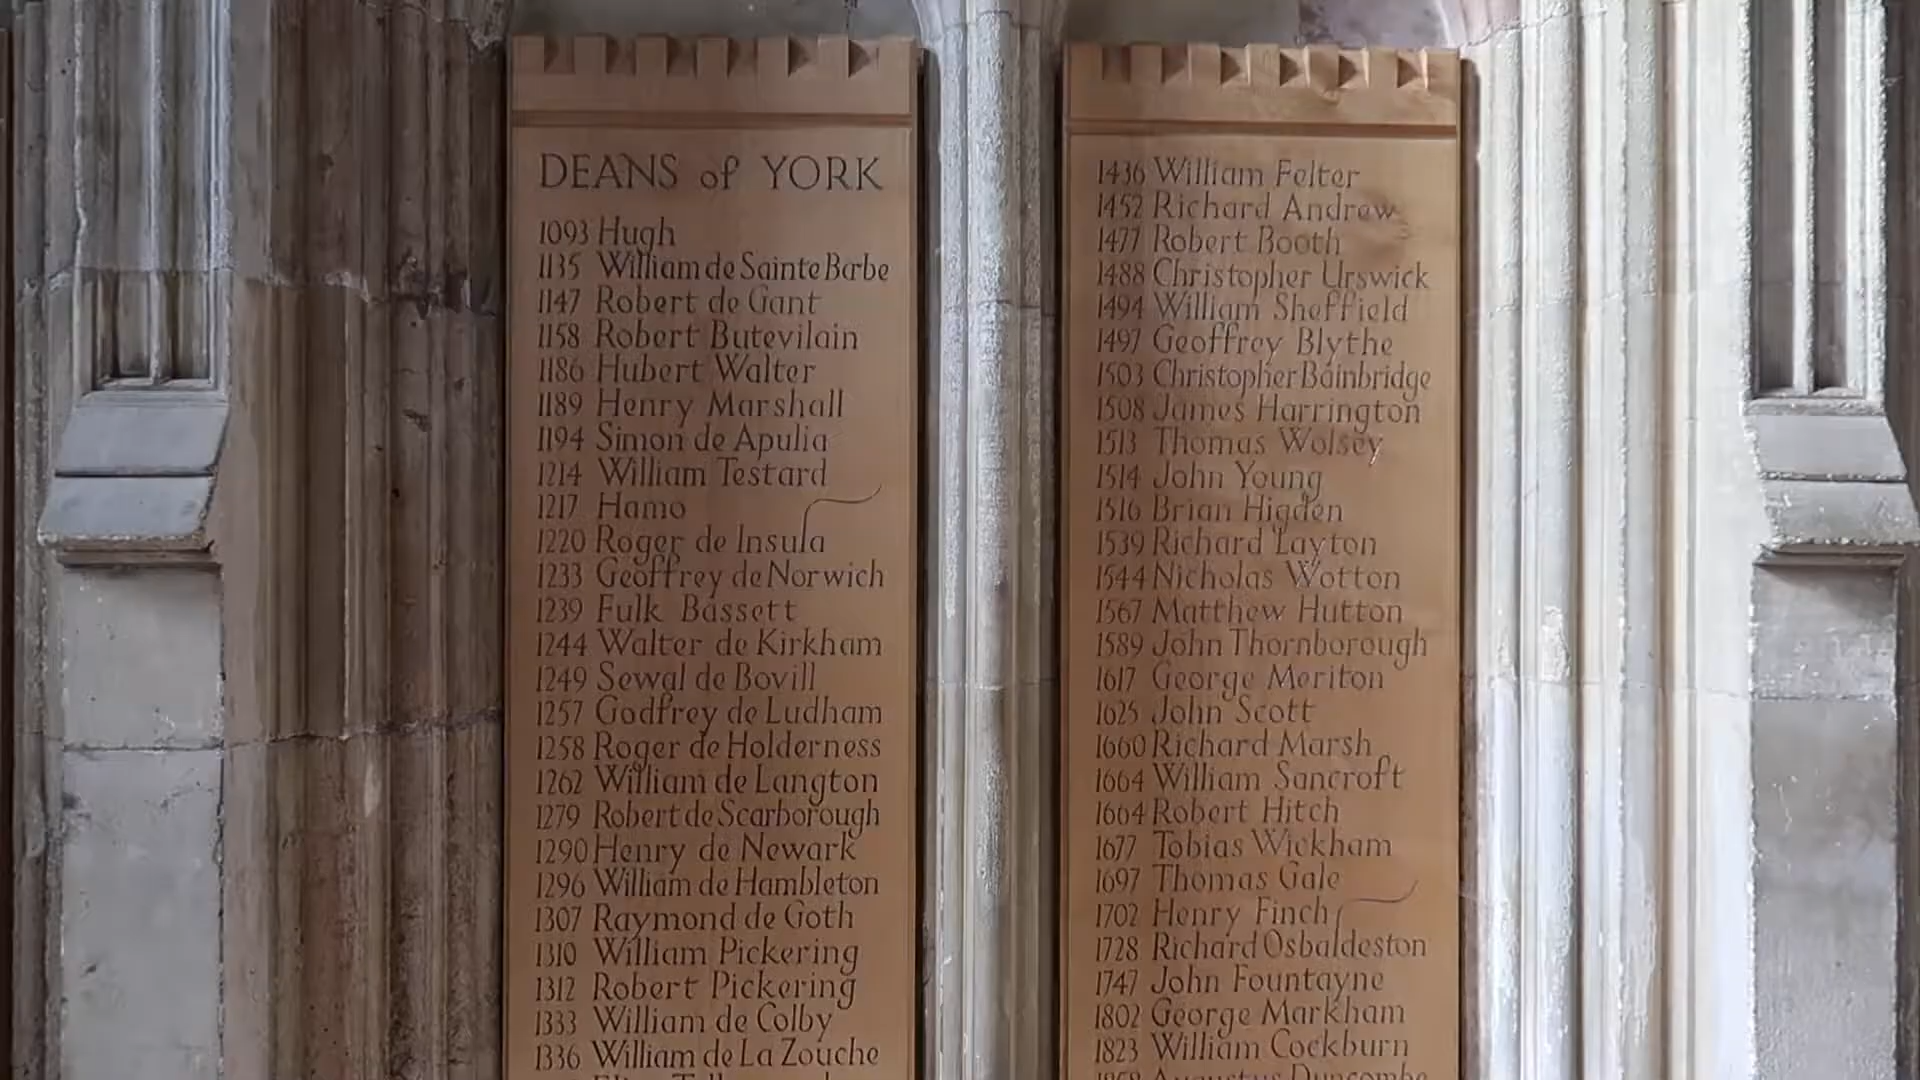 DEANS of YORK
1093 Hugh
1135 William de Sainte Barbe
1147 Robert de Gant
1158 Robert Butevilain
1186 Hubert Walter
1189 Henry Marshall
1194 Simon de Apulia
1214 William Testard
1217 Hamo
1220 Roger de Insula
1233 Geoffrey de Norwich
1239 Fulk Bassett
1244 Walter de Kirkham
1249 Sewal de Bovill
1257 Godfrey de Ludham
1258 Roger de Holderness
1262 William de Langton
1279 Robert de Scarborough
1290 Henry de Newark
1296 William de Hambleton
1307 Raymond de Goth
1310 William Pickering
1312 Robert Pickering
1333 William de Colby
1336 William de La Zouche
1436 William Felter
1452 Richard Andrew
1477 Robert Booth
1488 Christopher Urswick
1494 William Sheffield
1497 Geoffrey Blythe
1503 Christopher Bainbridge
1508 James Harrington
1513 Thomas Wolsey
1514 John Young
1516 Brian Higden
1539 Richard Layton
1544 Nicholas Wotton
1567 Matthew Hutton
1589 John Thornborough
1617 George Meriton
1625 John Scott
1660 Richard Marsh
1664 William Sancroft
1664 Robert Hitch
1677 Tobias Wickham
1697 Thomas Gale
1702 Henry Finch
1728 Richard Osbaldeston
1747 John Fountayne
1802 George Markham
1823 William Cockburn
1858 Augustus Duncombe